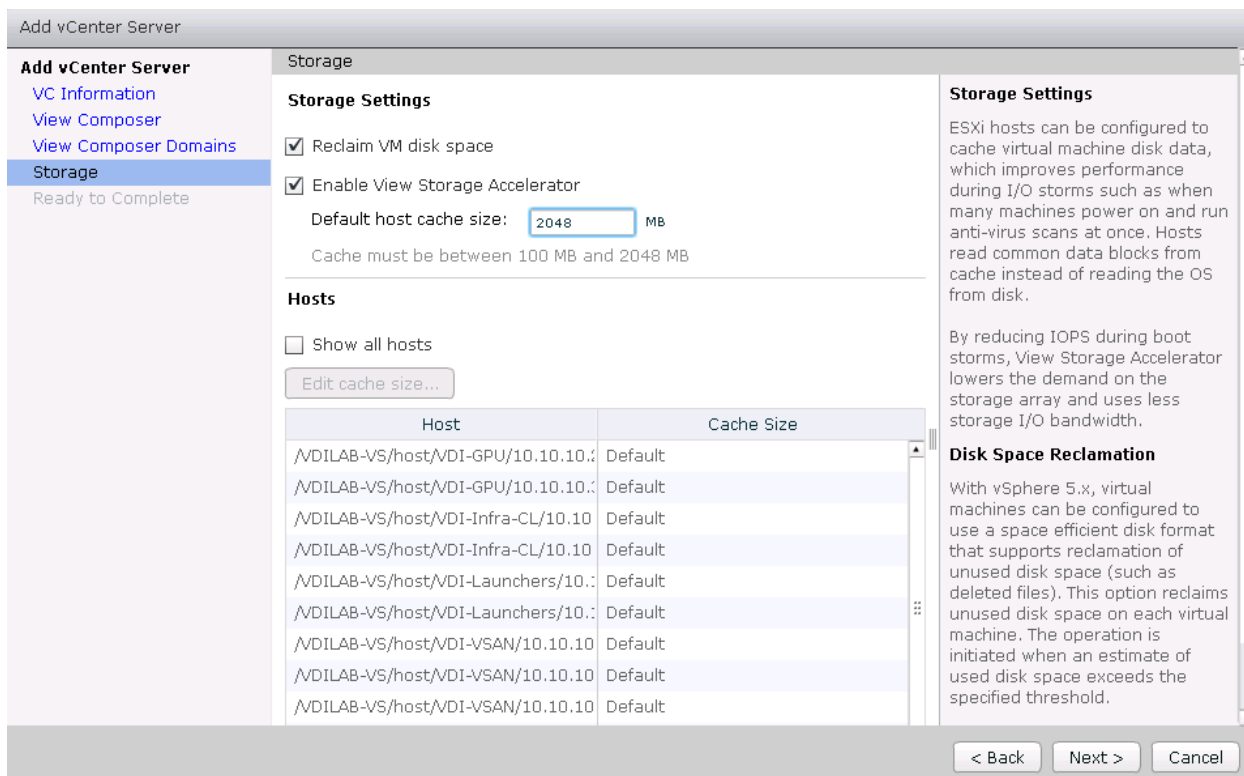 Add vCenter Server
Add vCenter Server
VC Information
View Composer
View Composer Domains
Storage
Ready to Complete
Storage
Storage Settings
Reclaim VM disk space
Enable View Storage Accelerator
Default host cache size: 2048 MB
Cache must be between 100 MB and 2048 MB
Hosts
Show all hosts
Edit cache size...
Host Cache Size
/VDILAB-VS/host/VDI-GPU/10.10.10. Default
/VDILAB-VS/host/VDI-GPU/10.10.10. Default
/VDILAB-VS/host/VDI-Infra-CL/10.10 Default
/VDILAB-VS/host/VDI-Infra-CL/10.10 Default
/VDILAB-VS/host/VDI-Launchers/10. Default
/VDILAB-VS/host/VDI-Launchers/10. Default
/VDILAB-VS/host/VDI-VSAN/10.10.10 Default
/VDILAB-VS/host/VDI-VSAN/10.10.10 Default
/VDILAB-VS/host/VDI-VSAN/10.10.10 Default
Storage Settings
ESXi hosts can be configured to
cache virtual machine disk data,
which improves performance
during I/O storms such as when
many machines power on and run
anti-virus scans at once. Hosts
read common data blocks from
cache instead of reading the OS
from disk.
By reducing IOPS during boot
storms, View Storage Accelerator
lowers the demand on the
storage array and uses less
storage I/O bandwidth.
Disk Space Reclamation
With vSphere 5.x, virtual
machines can be configured to
use a space efficient disk format
that supports reclamation of
unused disk space (such as
deleted files). This option reclaims
unused disk space on each virtual
machine. The operation is
initiated when an estimate of
used disk space exceeds the
specified threshold.
< Back Next > Cancel